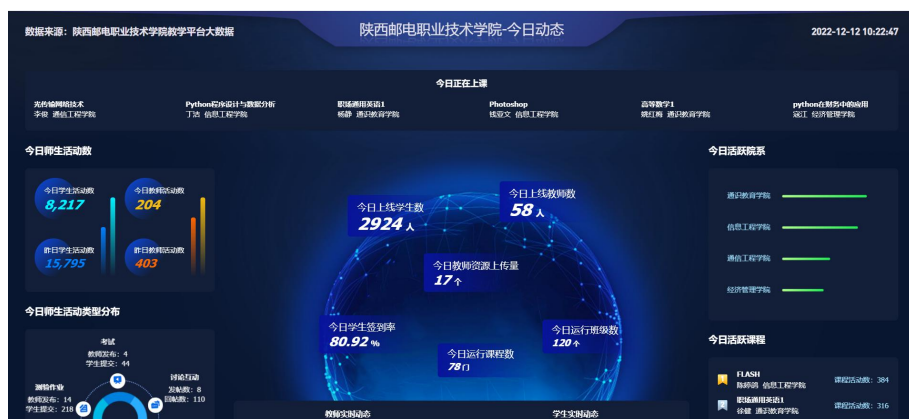 数据来源：陕西邮电职业技术学院教学平台大数据
陕西邮电职业技术学院-今日动态
2022-12-12 10:22:47
今日正在上课
光传输网络技术
李俊 通信工程学院
Python程序设计与数据分析
丁洁 信息工程学院
职场通用英语1
杨静 通识教育学院
Photoshop
钱亚文 信息工程学院
高等数学1
姚红梅 通识教育学院
python在财务中的应用
寇江 经济管理学院
今日师生活动数
今日学生活动数
8,217
今日教师活动数
204
昨日学生活动数
15,795
昨日教师活动数
403
今日上线学生数
2924 人
今日上线教师数
58 人
今日教师资源上传量
17 个
今日学生签到率
80.92 %
今日运行课程数
78 门
今日运行班级数
120 个
今日活跃院系
通识教育学院
信息工程学院
通信工程学院
经济管理学院
今日师生活动类型分布
考试
教师发布：4
学生提交：44
测验作业
教师发布：14
学生提交：218
讨论互动
发帖数：8
回帖数：110
教师实时动态
学生实时动态
今日活跃课程
FLASH
信息工程学院
课程活动数：384
职场通用英语1
徐健 通识教育学院
课程活动数：316